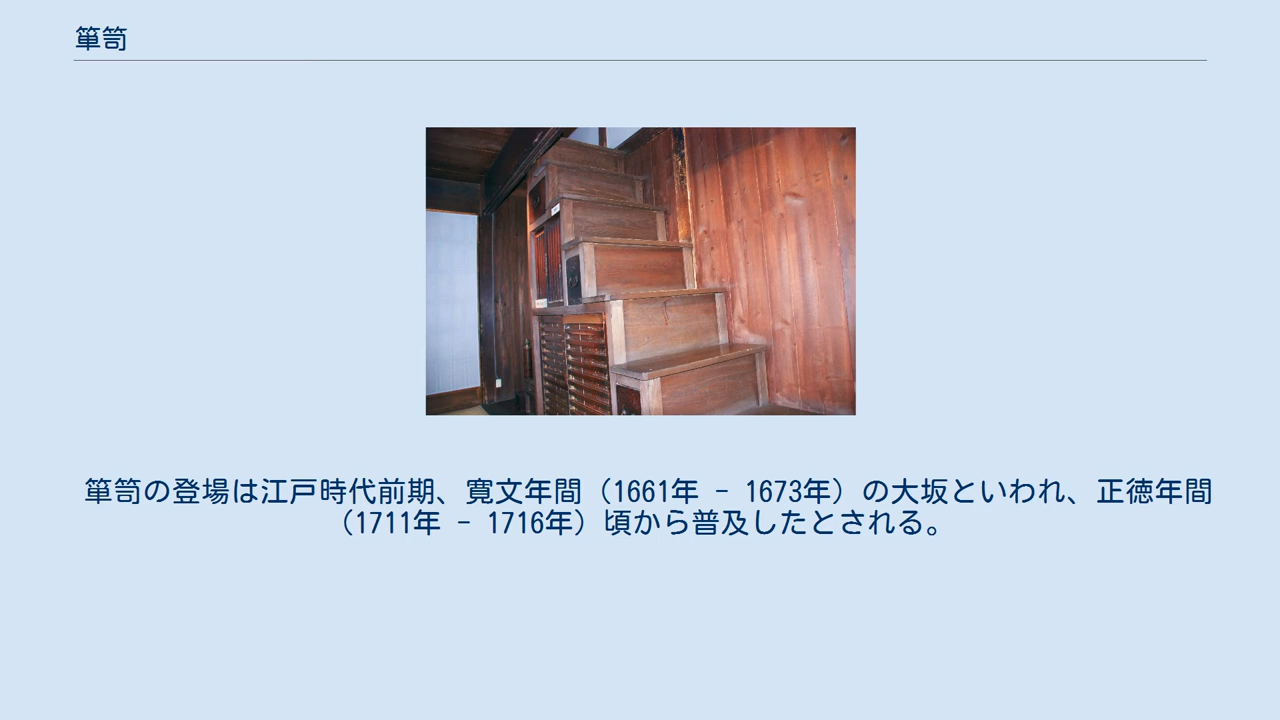 箪笥
箪笥の登場は江戸時代前期、寛文年間（1661年 - 1673年）の大坂といわれ、正徳年間
（1711年 - 1716年）頃から普及したとされる。